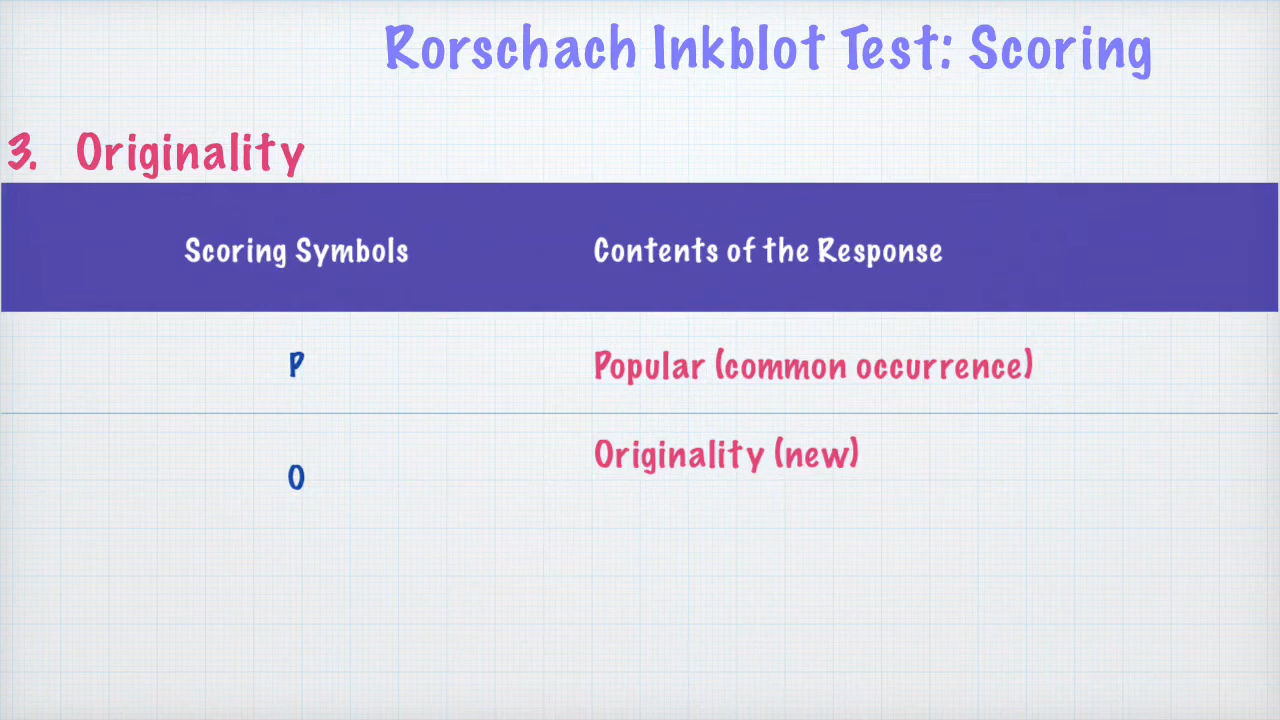 Rorschach Inkblot Test: Scoring
3. Originality
Scoring Symbols Contents of the Response
P Popular (common occurrence)
O Originality (new)